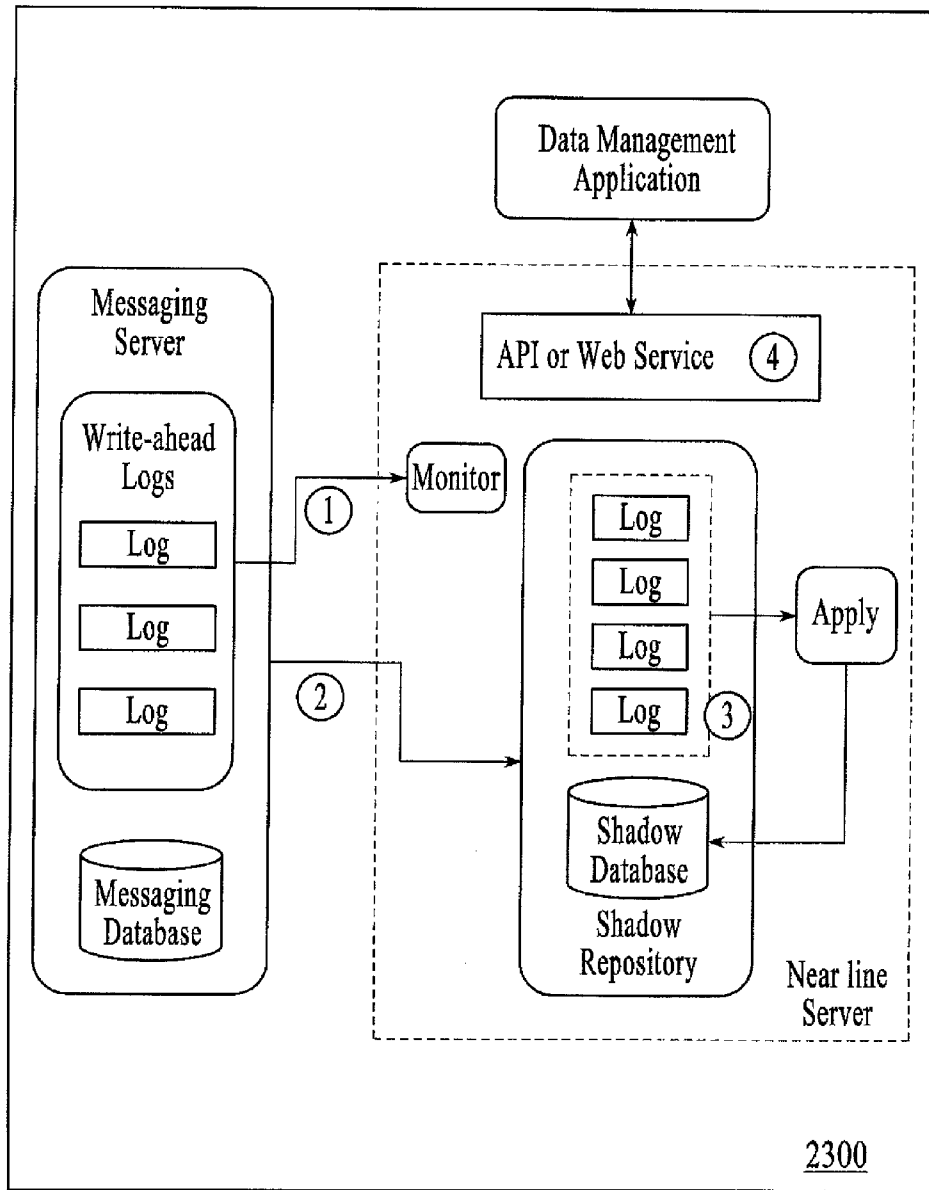 Data Management
Application
Messaging
Server
API or Web Service
4
Write-ahead
Logs
Log
Log
Log
1
Monitor
2
Log
Log
Log
Log
3
Apply
Messaging
Database
Shadow
Database
Shadow
Repository
Near line
Server
2300